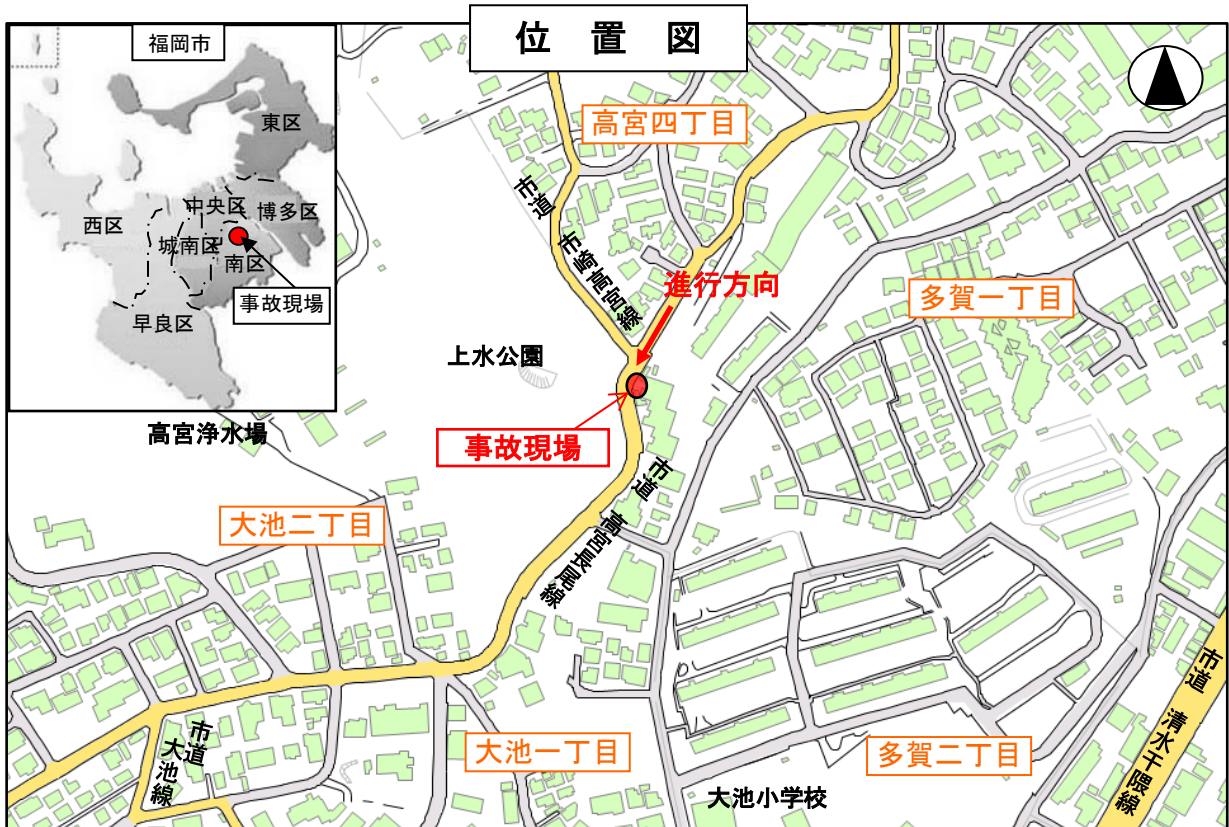 位 置 図
福岡市
東区
中央区
博多区
西区
城南区
南区
事故現場
早良区
高宮四丁目
市道 市崎高宮線
進行方向
多賀一丁目
上水公園
事故現場
高宮浄水場
市道 高宮長尾線
大池二丁目
市道 大池線
大池一丁目
多賀二丁目
大池小学校
市道 清水干隈線